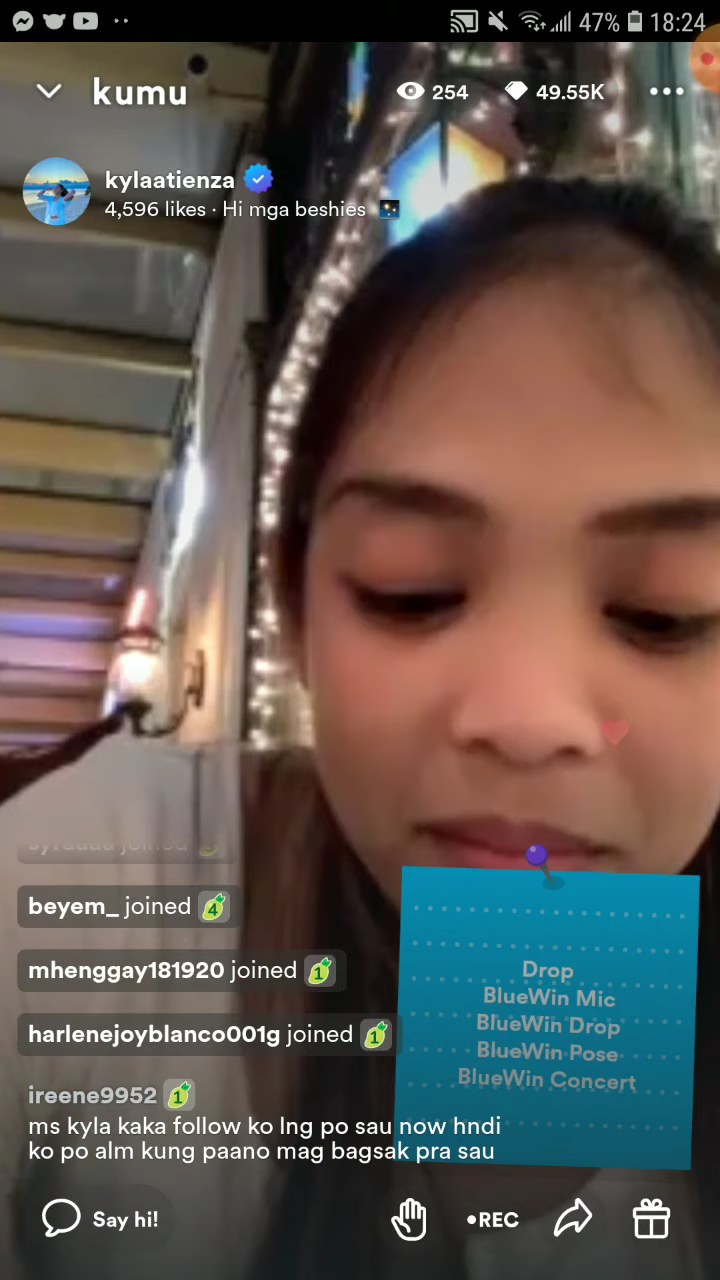 47% 18:24
kumu 254 49.55K
kylaatienza
4,596 likes · Hi mga beshies
joined
beyem_ joined 4
mhenggay181920 joined 1
harlenejoyblanco001g joined 1
ireene9952 1
ms kyla kaka follow ko lng po sau now hndi
ko po alm kung paano mag bagsak pra sau
Drop
BlueWin Mic
BlueWin Drop
BlueWin Pose
BlueWin Concert
Say hi! •REC